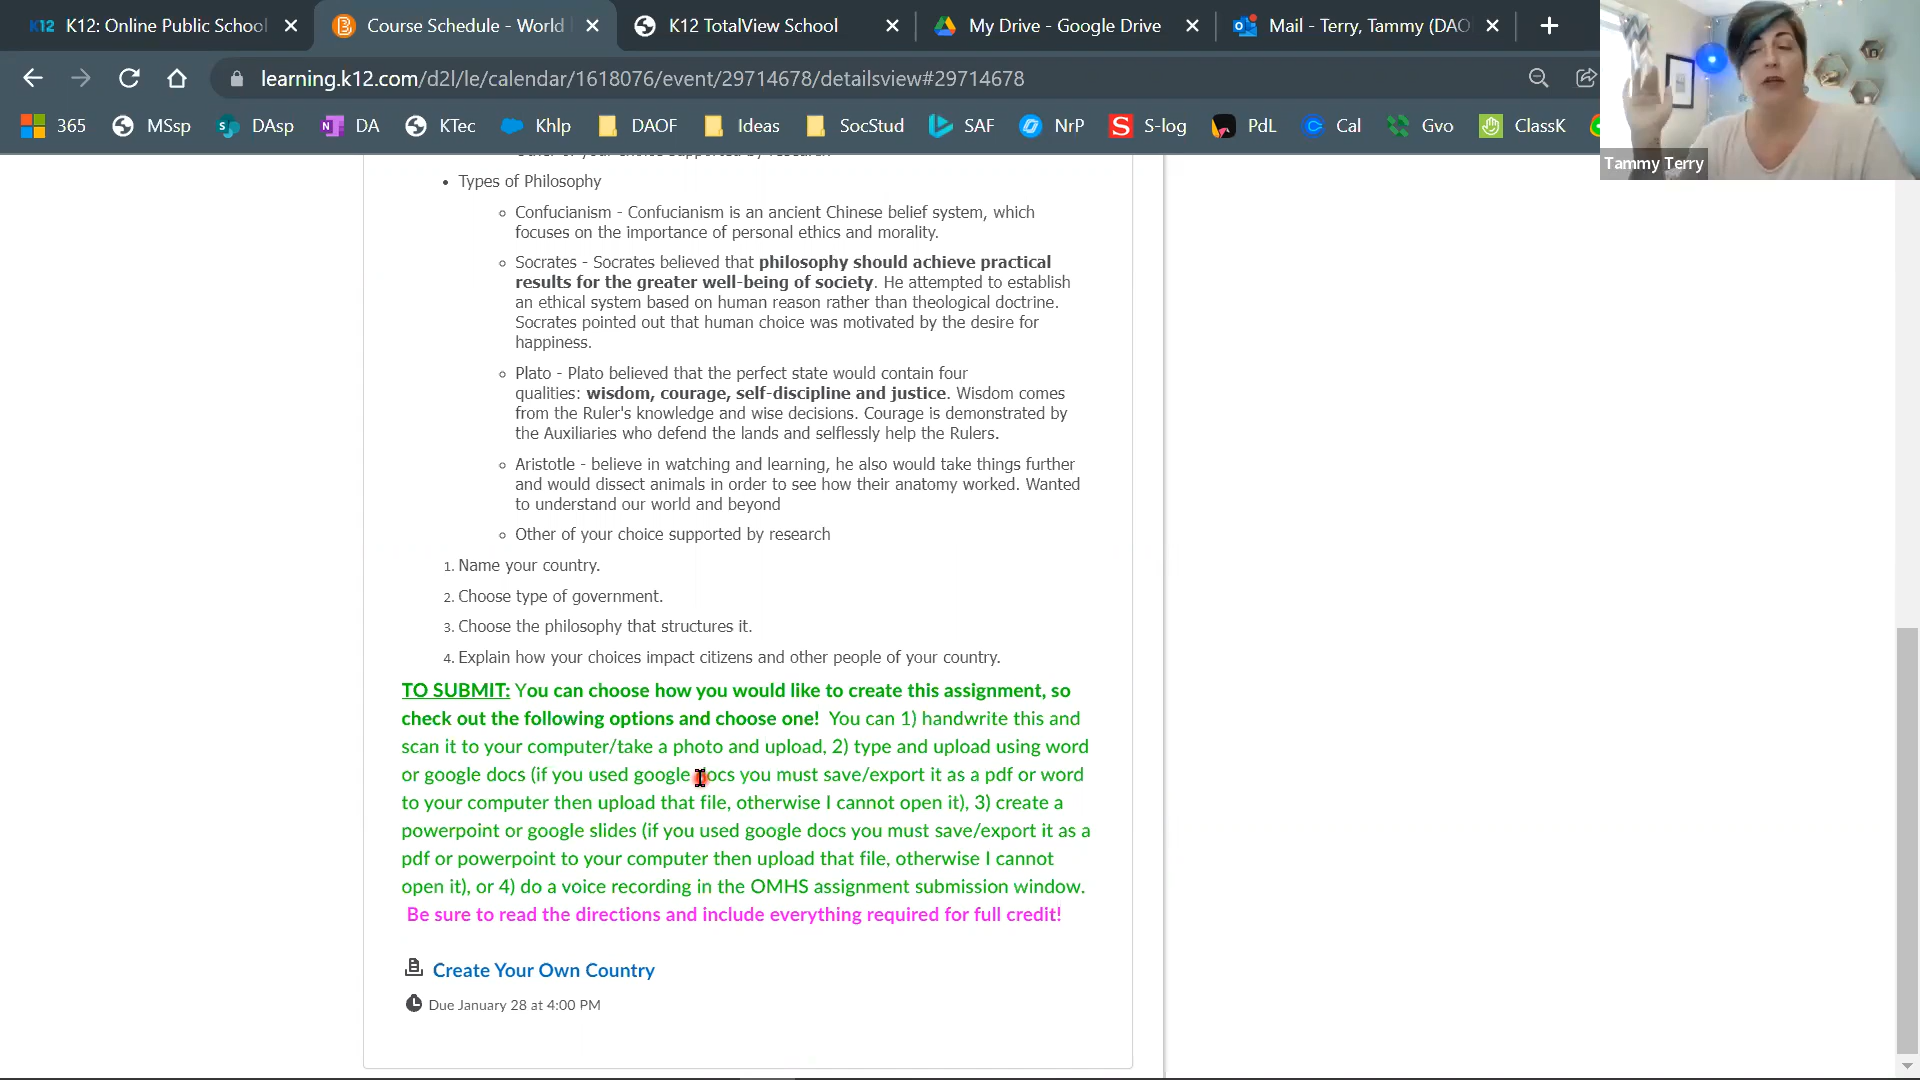 K12: Online Public School
Course Schedule - World
K12 TotalView School
My Drive - Google Drive
Mail - Terry, Tammy (DAO
learning.k12.com/d2l/le/calendar/1618076/event/29714678/detailsview#29714678
365 MSsp DAsp DA KTec Khlp DAOF Ideas SocStud SAF NrP S-log PdL Cal Gvo ClassK
Tammy Terry
Other of your choice supported by research
• Types of Philosophy
Confucianism - Confucianism is an ancient Chinese belief system, which
focuses on the importance of personal ethics and morality.
Socrates - Socrates believed that philosophy should achieve practical
results for the greater well-being of society. He attempted to establish
an ethical system based on human reason rather than theological doctrine.
Socrates pointed out that human choice was motivated by the desire for
happiness.
Plato - Plato believed that the perfect state would contain four
qualities: wisdom, courage, self-discipline and justice. Wisdom comes
from the Ruler's knowledge and wise decisions. Courage is demonstrated by
the Auxiliaries who defend the lands and selflessly help the Rulers.
Aristotle - believe in watching and learning, he also would take things further
and would dissect animals in order to see how their anatomy worked. Wanted
to understand our world and beyond
Other of your choice supported by research
1. Name your country.
2. Choose type of government.
3. Choose the philosophy that structures it.
4. Explain how your choices impact citizens and other people of your country.
TO SUBMIT: You can choose how you would like to create this assignment, so
check out the following options and choose one! You can 1) handwrite this and
scan it to your computer/take a photo and upload, 2) type and upload using word
or google docs (if you used google docs you must save/export it as a pdf or word
to your computer then upload that file, otherwise I cannot open it), 3) create a
powerpoint or google slides (if you used google docs you must save/export it as a
pdf or powerpoint to your computer then upload that file, otherwise I cannot
open it), or 4) do a voice recording in the OMHS assignment submission window.
Be sure to read the directions and include everything required for full credit!
Create Your Own Country
Due January 28 at 4:00 PM